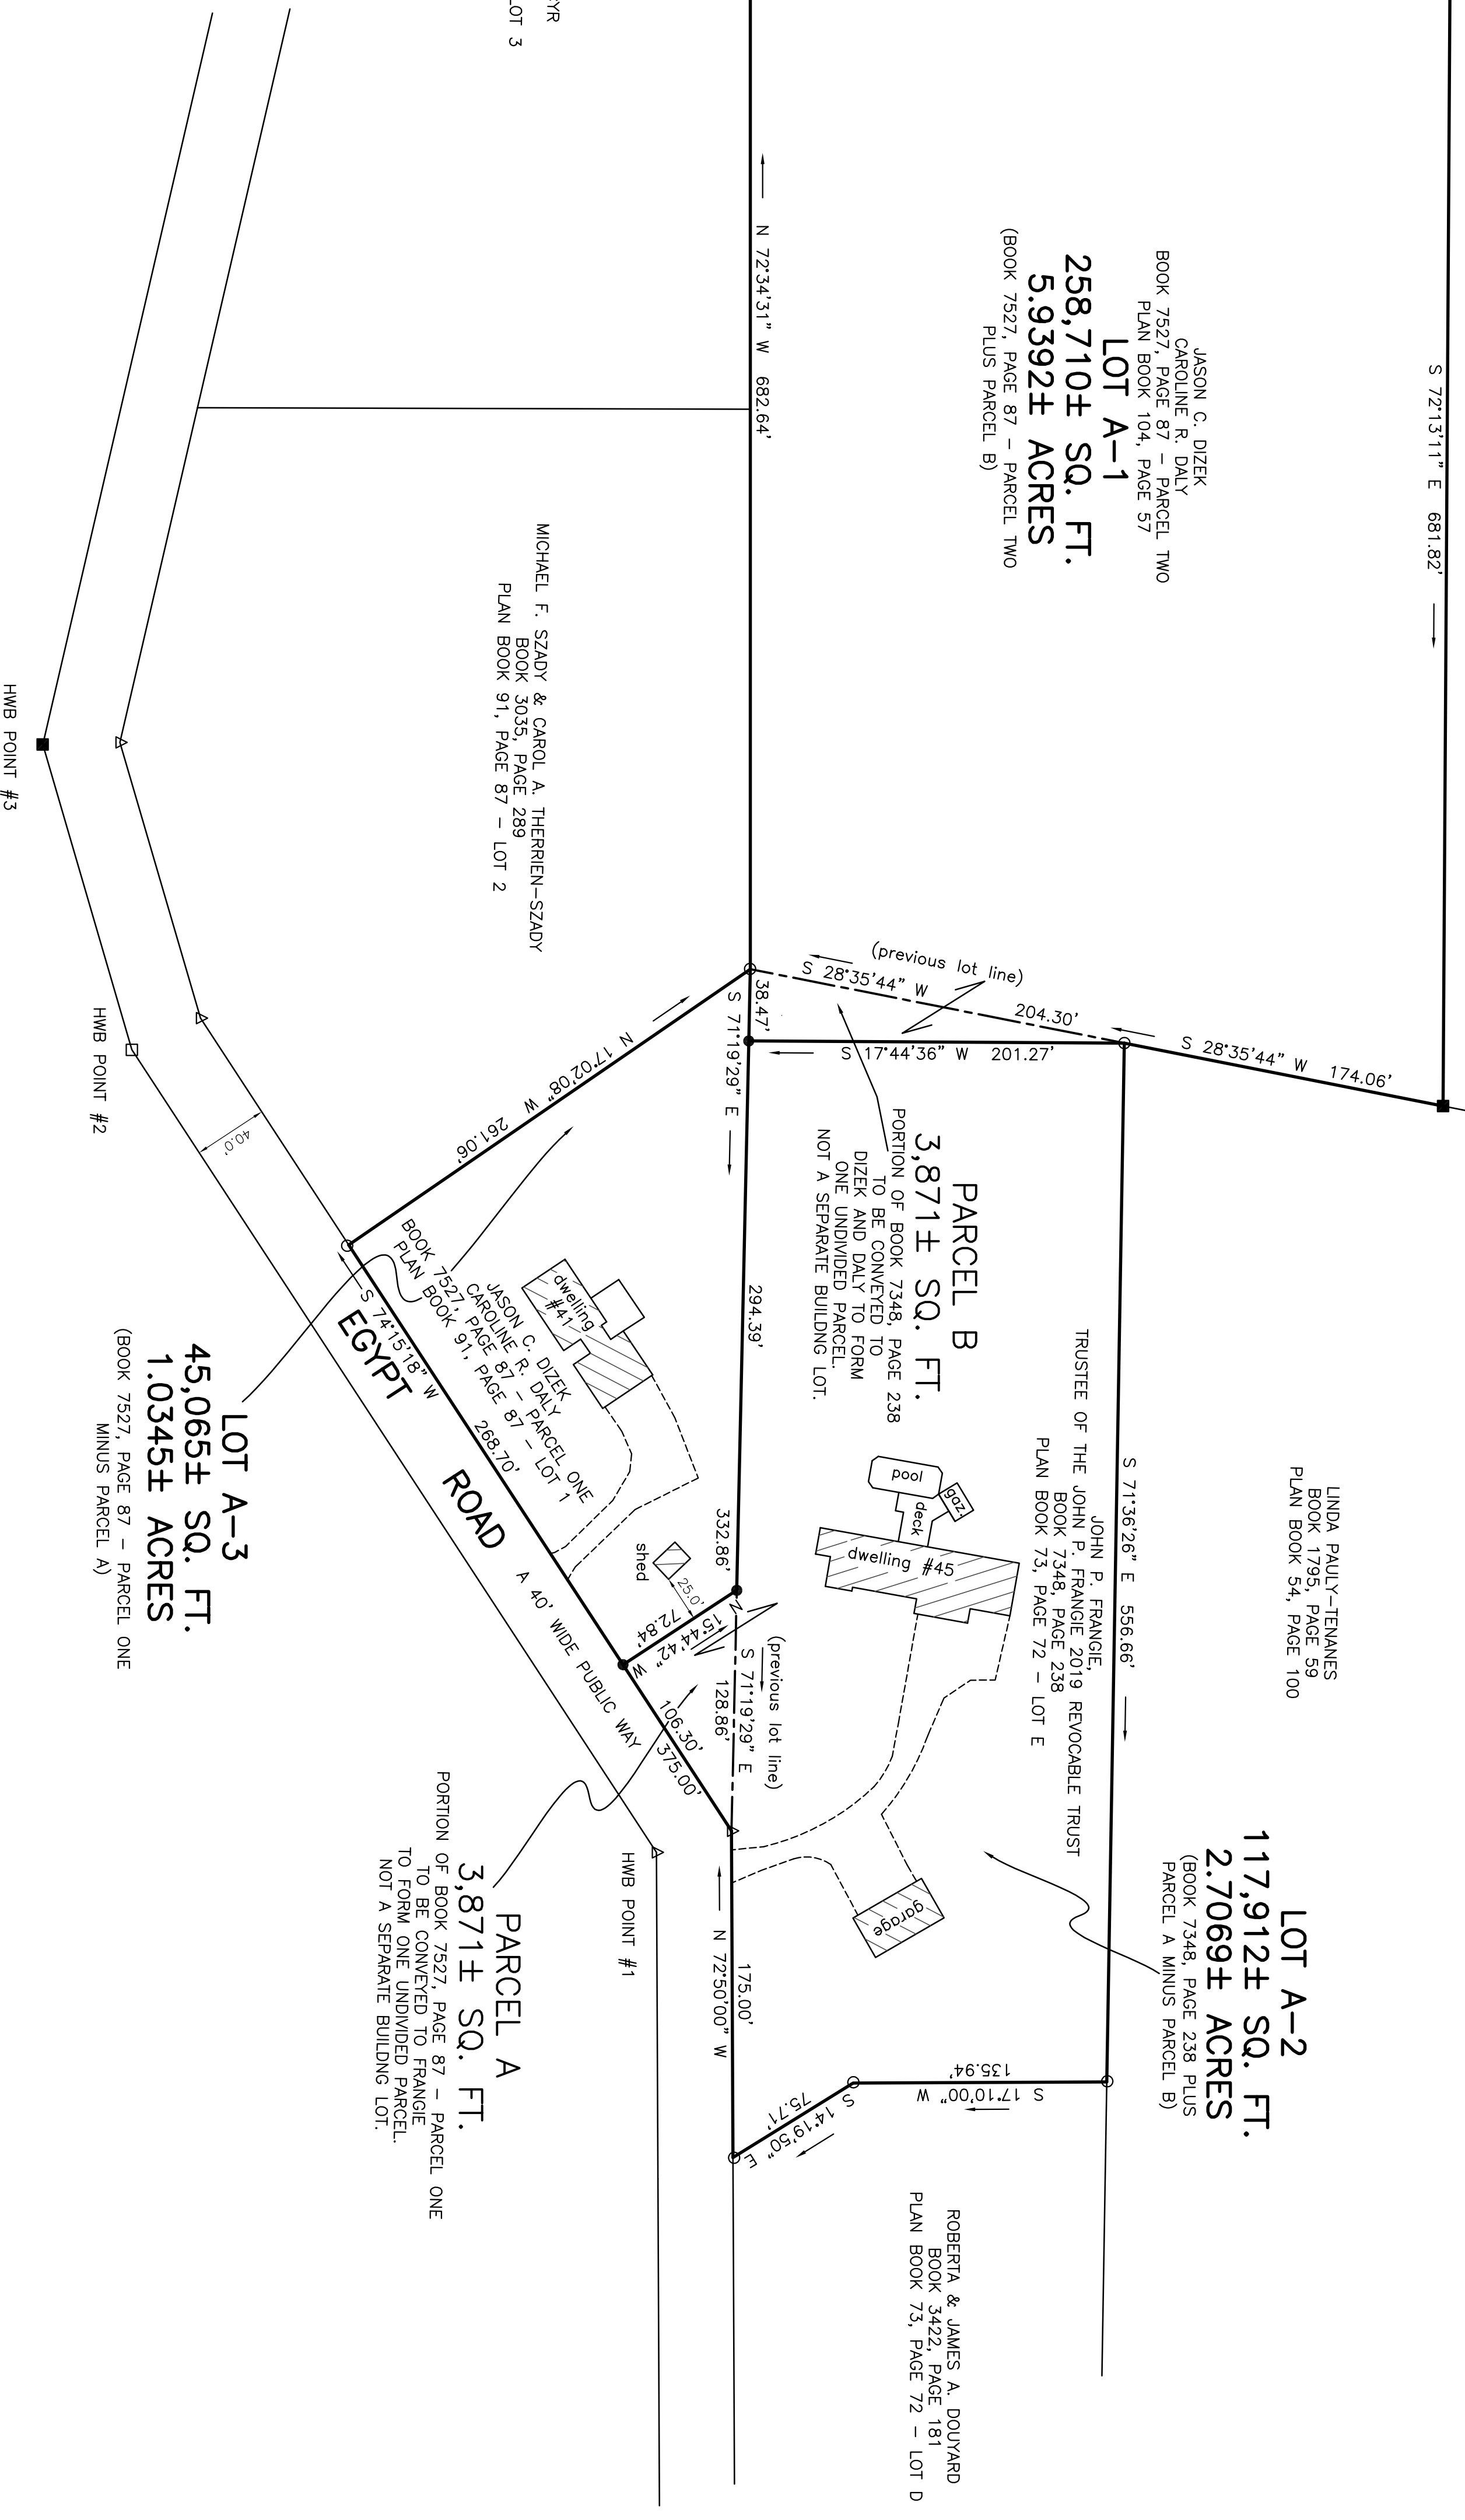 YR
LOT 3
S 72°13'11" E 681.82'
JASON C. DIZEK
CAROLINE R. DALY
BOOK 7527, PAGE 87 – PARCEL TWO
PLAN BOOK 104, PAGE 57
LOT A–1
258,710± SQ. FT.
5.9392± ACRES
(BOOK 7527, PAGE 87 – PARCEL TWO
PLUS PARCEL B)
N 72°34'31" W 682.64'
MICHAEL F. SZADY & CAROL A. THERRIEN–SZADY
BOOK 3035, PAGE 289
PLAN BOOK 91, PAGE 87 – LOT 2
HWB POINT #3
HWB POINT #2
40.0'
(previous lot line)
S 28°35'44" W
204.30'
S 28°35'44" W 174.06'
S 17°44'36" W 201.27'
38.47'
S 71°19'29" E
294.39'
332.86'
N 17°02'08" W 261.06'
PARCEL B
3,871± SQ. FT.
PORTION OF BOOK 7348, PAGE 238
TO BE CONVEYED TO
DIZEK AND DALY TO FORM
ONE UNDIVIDED PARCEL.
NOT A SEPARATE BUILDNG LOT.
LINDA PAULY–TENANES
BOOK 1795, PAGE 59
PLAN BOOK 54, PAGE 100
S 71°36'26" E 556.66'
JOHN P. FRANGIE,
TRUSTEE OF THE JOHN P. FRANGIE 2019 REVOCABLE TRUST
BOOK 7348, PAGE 238
PLAN BOOK 73, PAGE 72 – LOT E
pool
gaz.
deck
dwelling #45
dwelling
#41
JASON C. DIZEK
CAROLINE R. DALY
BOOK 7527, PAGE 87 – PARCEL ONE
PLAN BOOK 91, PAGE 87 – LOT 1
S 74°15'18" W
268.70'
EGYPT ROAD
A 40' WIDE PUBLIC WAY
shed
25.0'
N 15°44'42" W
72.84'
(previous lot line)
S 71°19'29" E
128.86'
106.30'
375.00'
LOT A–3
45,065± SQ. FT.
1.0345± ACRES
(BOOK 7527, PAGE 87 – PARCEL ONE
MINUS PARCEL A)
LOT A–2
117,912± SQ. FT.
2.7069± ACRES
(BOOK 7348, PAGE 238 PLUS
PARCEL A MINUS PARCEL B)
garage
HWB POINT #1
175.00'
N 72°50'00" W
S 17°10'00" W
135.94'
S 14°19'50" E
75.71'
PARCEL A
3,871± SQ. FT.
PORTION OF BOOK 7527, PAGE 87 – PARCEL ONE
TO BE CONVEYED TO FRANGIE
TO FORM ONE UNDIVIDED PARCEL.
NOT A SEPARATE BUILDNG LOT.
ROBERTA & JAMES A. DOUYARD
BOOK 3422, PAGE 181
PLAN BOOK 73, PAGE 72 – LOT D